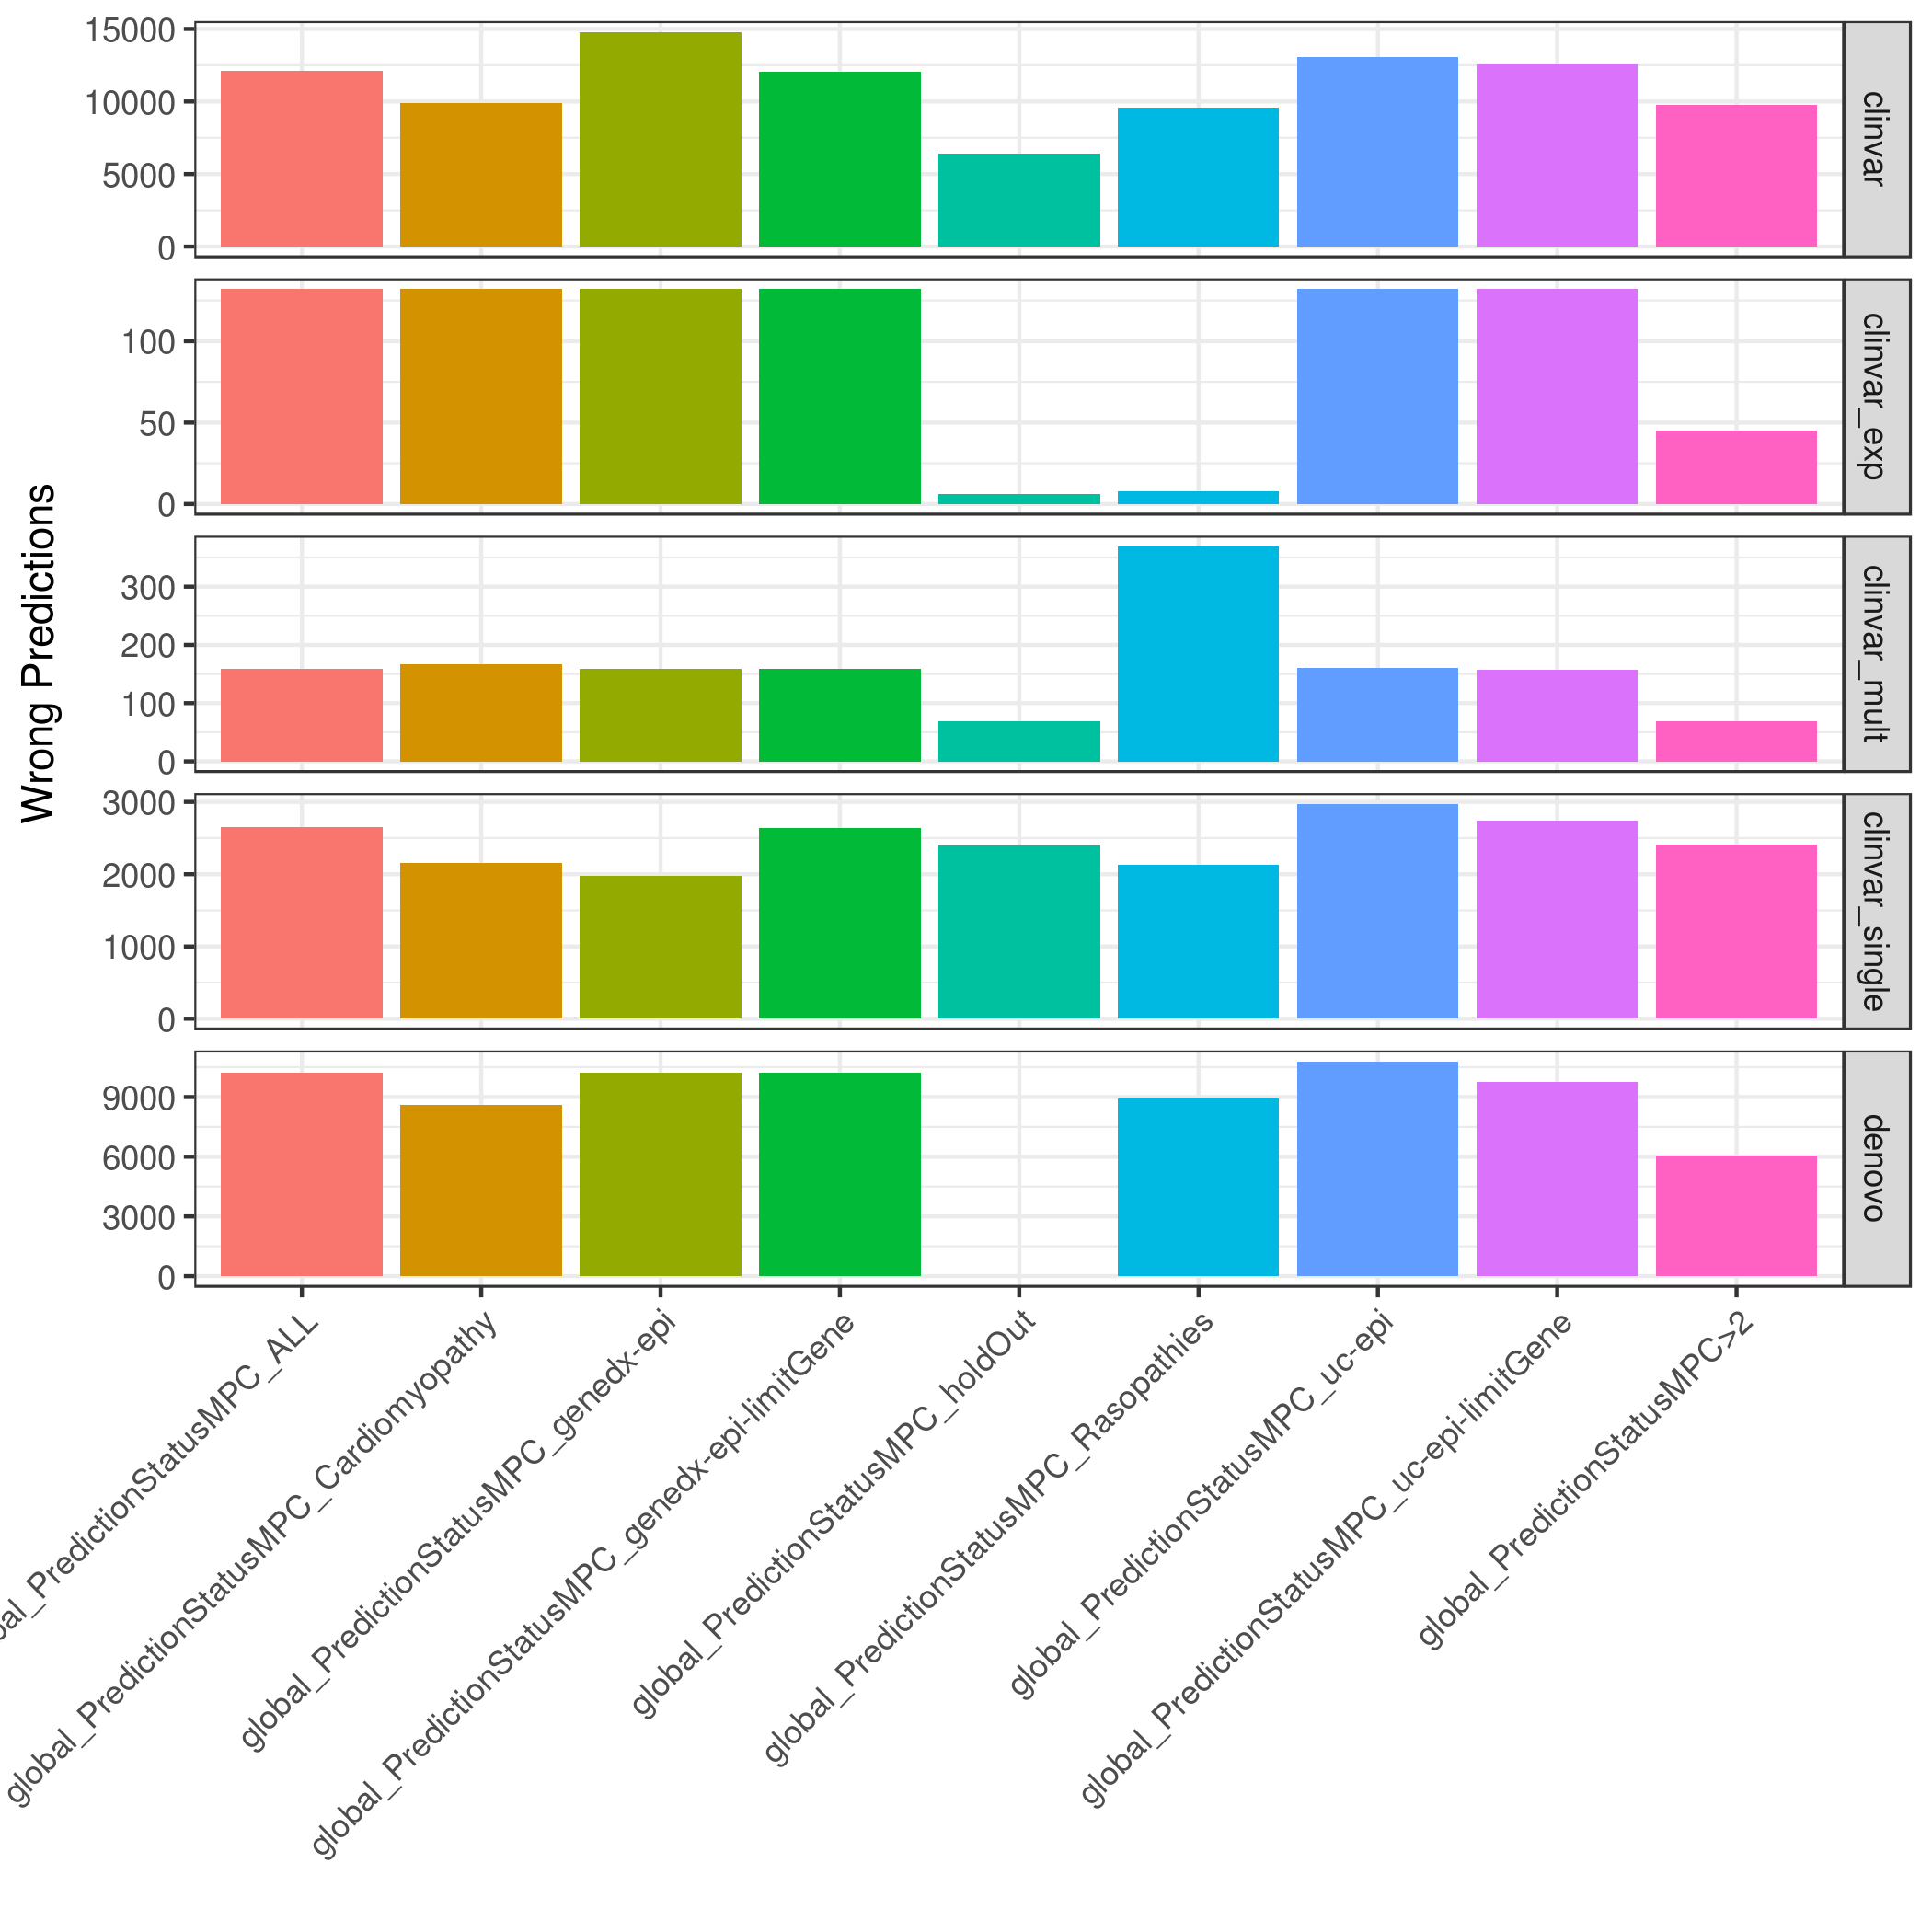 Wrong Predictions
15000
10000
5000
0
clinvar
100
50
0
clinvar_exp
300
200
100
0
clinvar_mult
3000
2000
1000
0
clinvar_single
9000
6000
3000
0
denovo
bal_PredictionStatusMPC_ALL
global_PredictionStatusMPC_Cardiomyopathy
global_PredictionStatusMPC_genedx-epi
global_PredictionStatusMPC_genedx-epi-limitGene
global_PredictionStatusMPC_holdOut
global_PredictionStatusMPC_Rasopathies
global_PredictionStatusMPC_uc-epi
global_PredictionStatusMPC_uc-epi-limitGene
global_PredictionStatusMPC>2